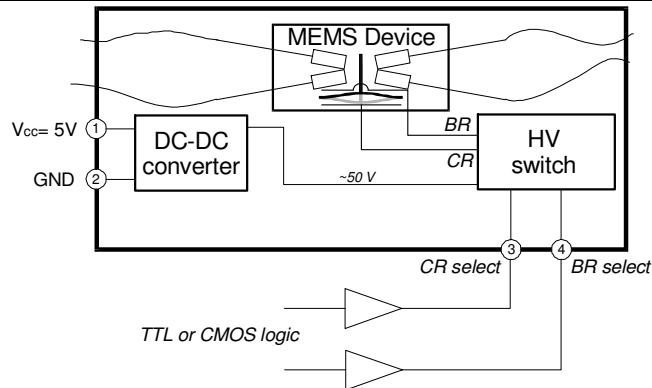 MEMS Device
BR
CR
Vcc= 5V
1
DC-DC
converter
HV
switch
GND
2
~50 V
3
4
CR select
BR select
TTL or CMOS logic